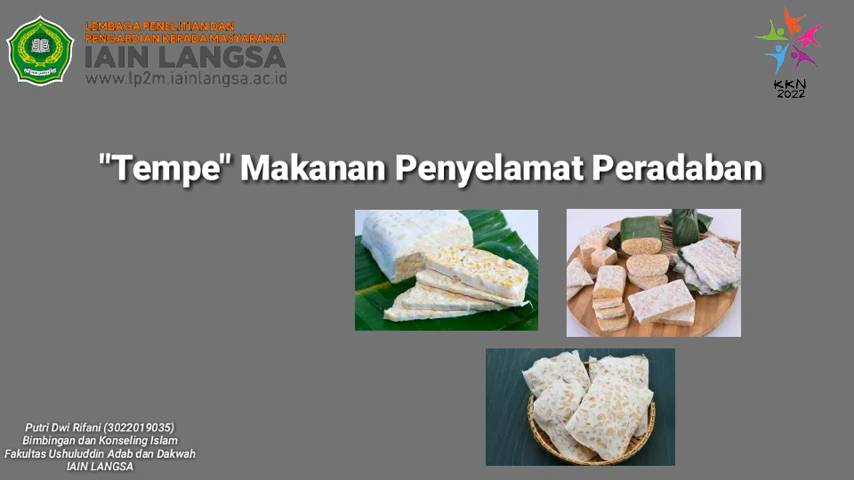 LEMBAGA PENELITIAN DAN
PENGABDIAN KEPADA MASYARAKAT
IAIN LANGSA
www.lp2m.iainlangsa.ac.id
KKN
2022
"Tempe" Makanan Penyelamat Peradaban
Putri Dwi Rifani (3022019035)
Bimbingan dan Konseling Islam
Fakultas Ushuluddin Adab dan Dakwah
IAIN LANGSA